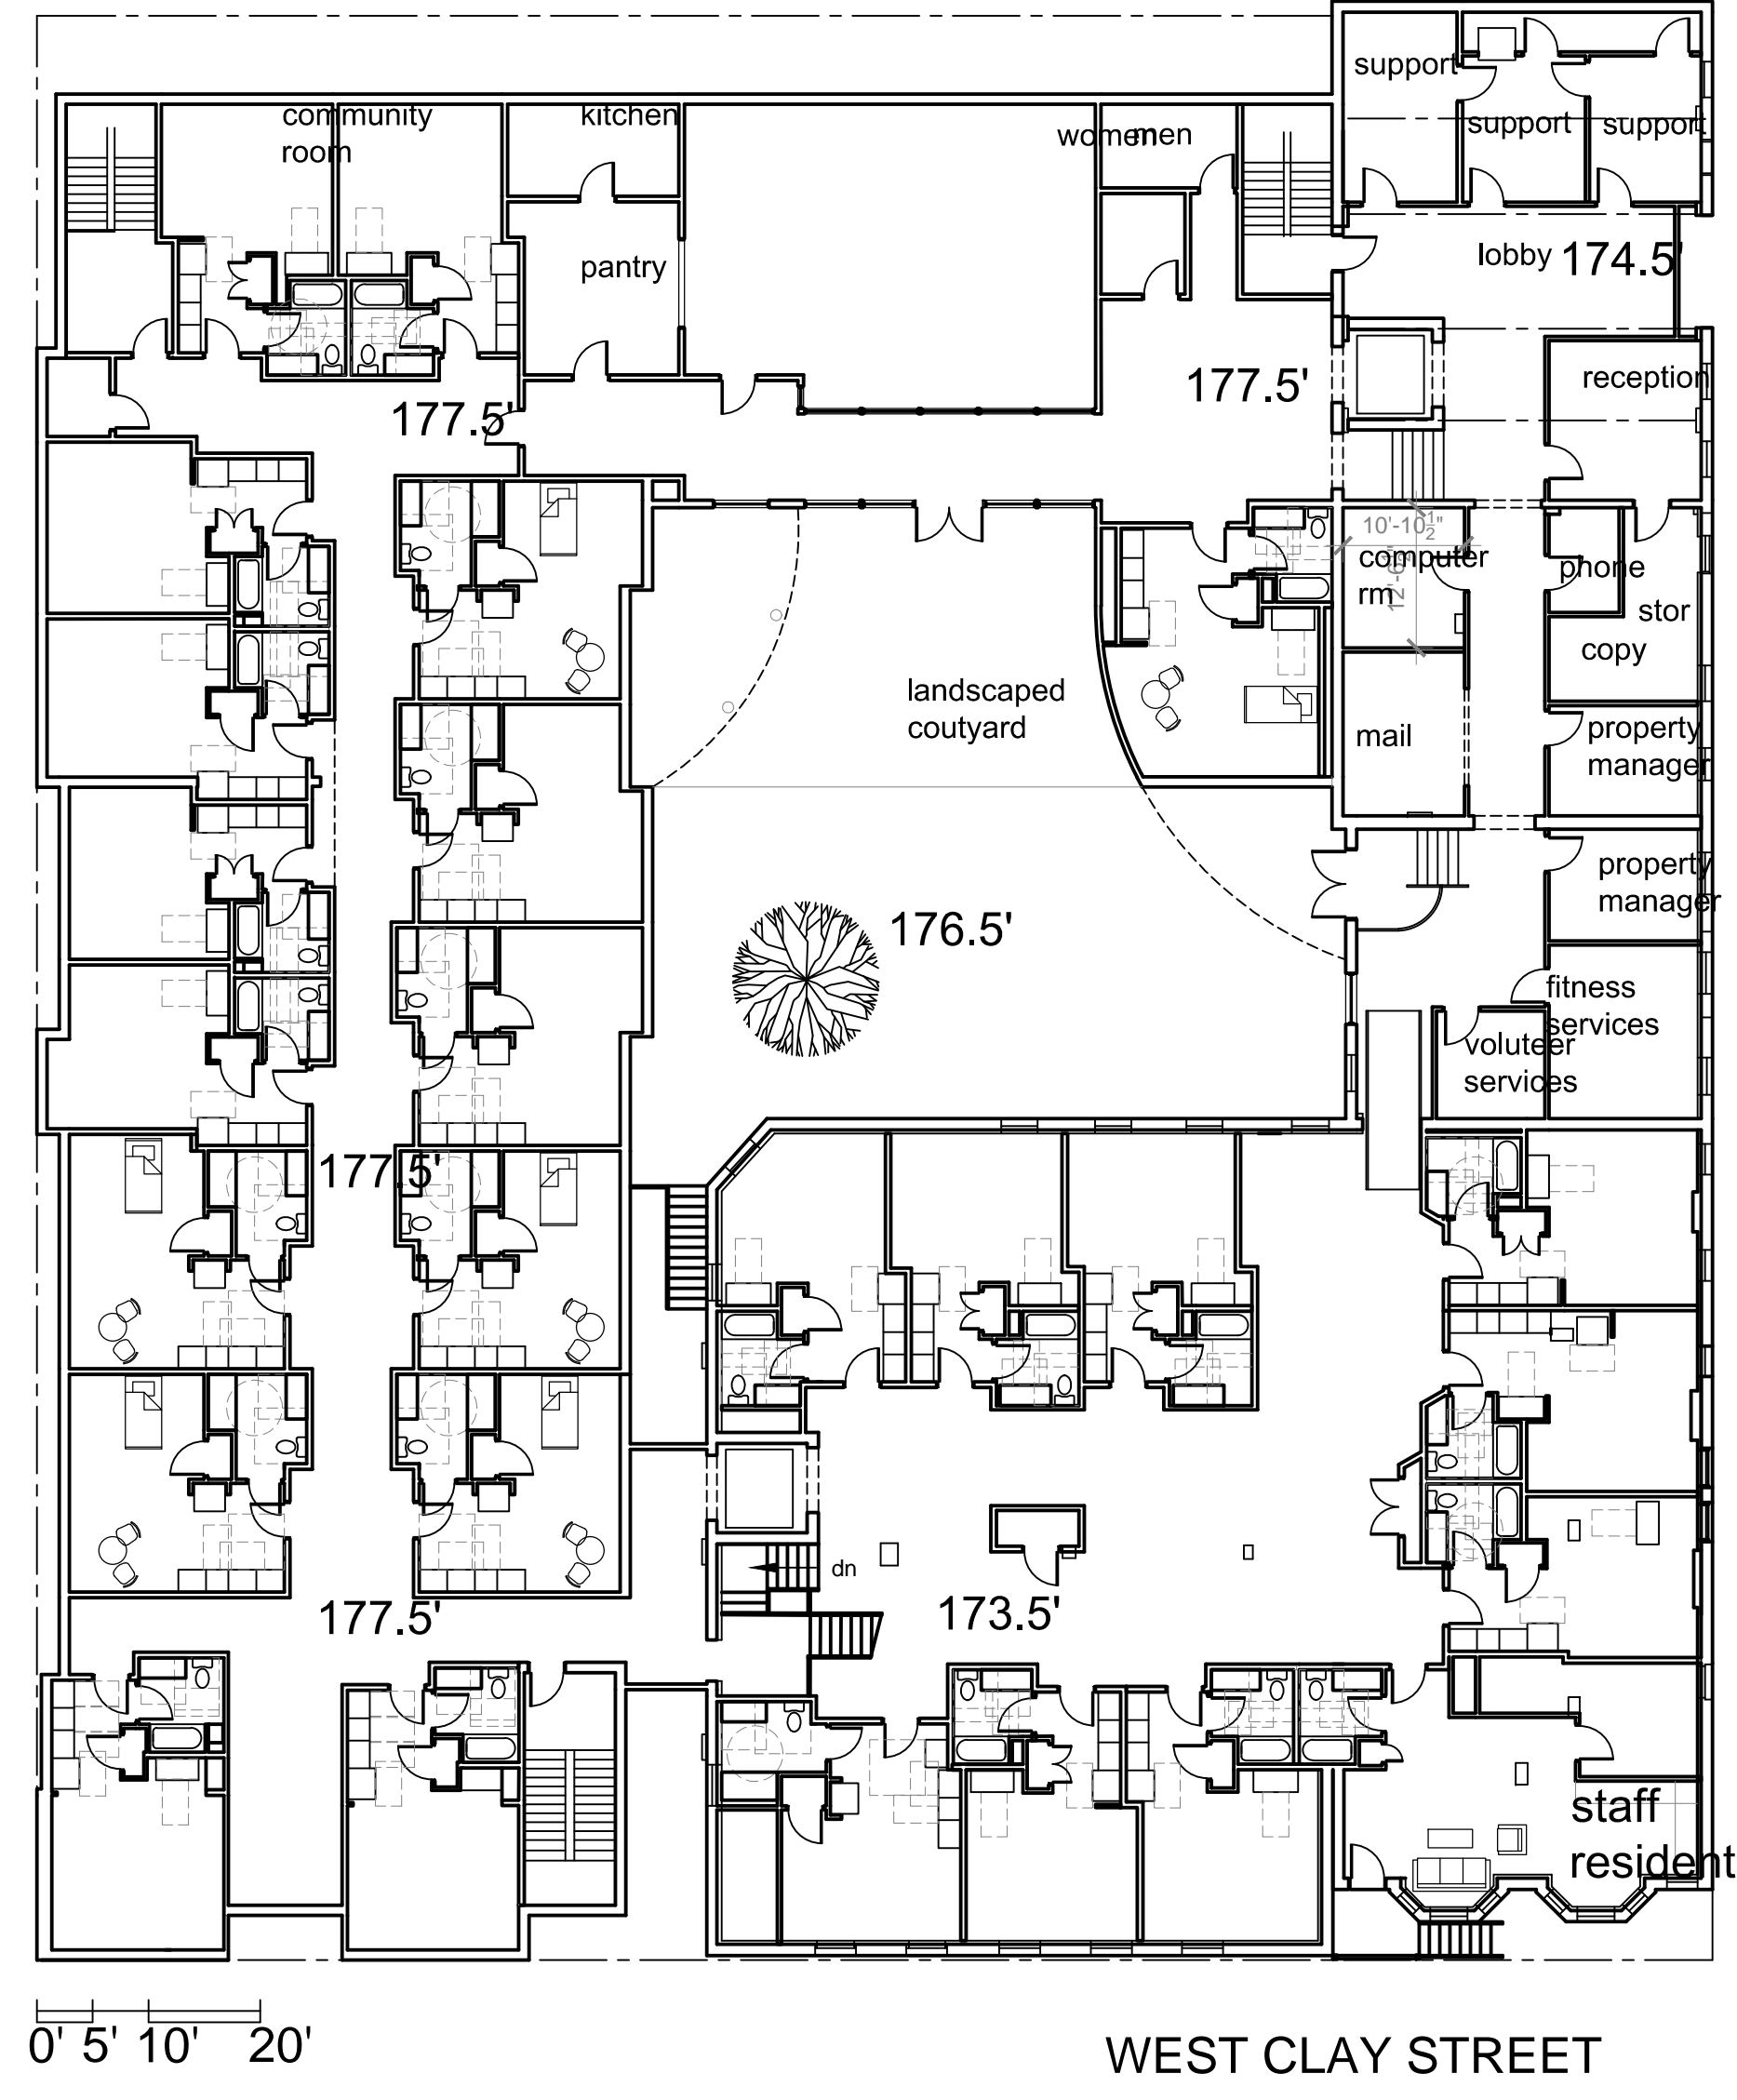 support
support
support
community
room
kitchen
women
men
pantry
lobby
174.5'
177.5'
reception
177.5'
10'-10½"
computer
rm
phone
stor
copy
landscaped
coutyard
mail
property
manager
property
manager
176.5'
fitness
services
voluteer
services
177.5'
dn
177.5'
173.5'
staff
resident
0' 5' 10' 20'
WEST CLAY STREET